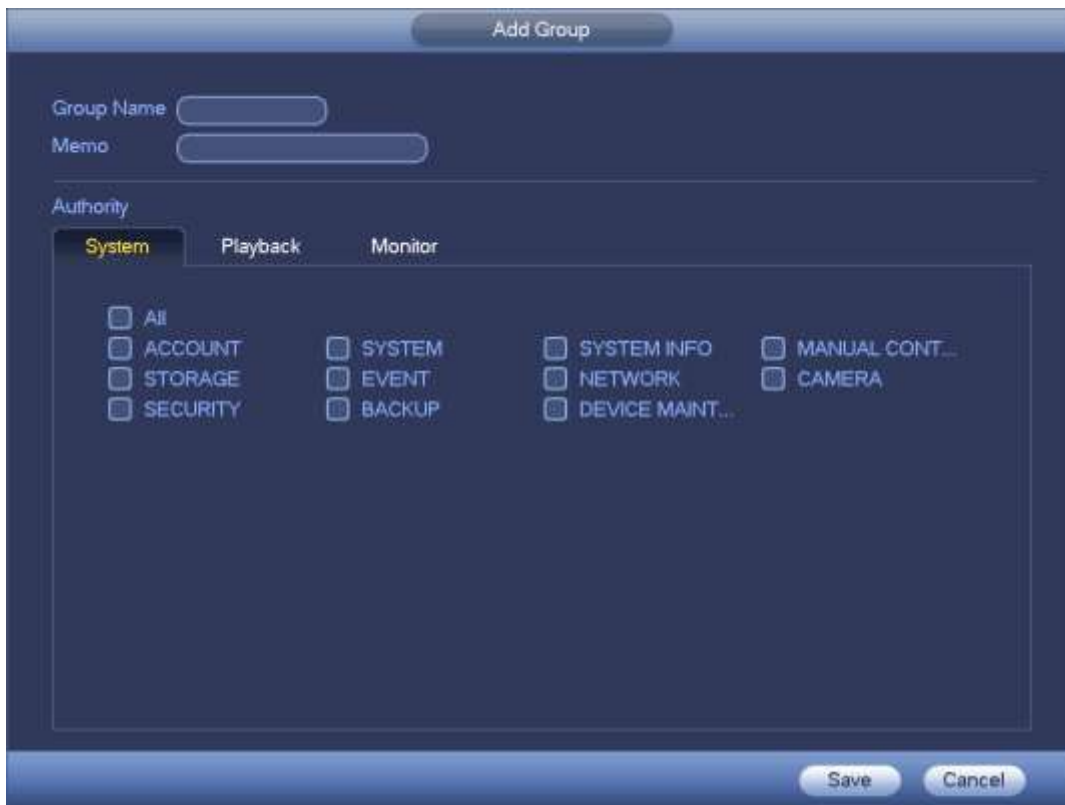 Add Group
Group Name
Memo
Authority
System Playback Monitor
All
ACCOUNT SYSTEM SYSTEM INFO MANUAL CONT...
STORAGE EVENT NETWORK CAMERA
SECURITY BACKUP DEVICE MAINT...
Save Cancel